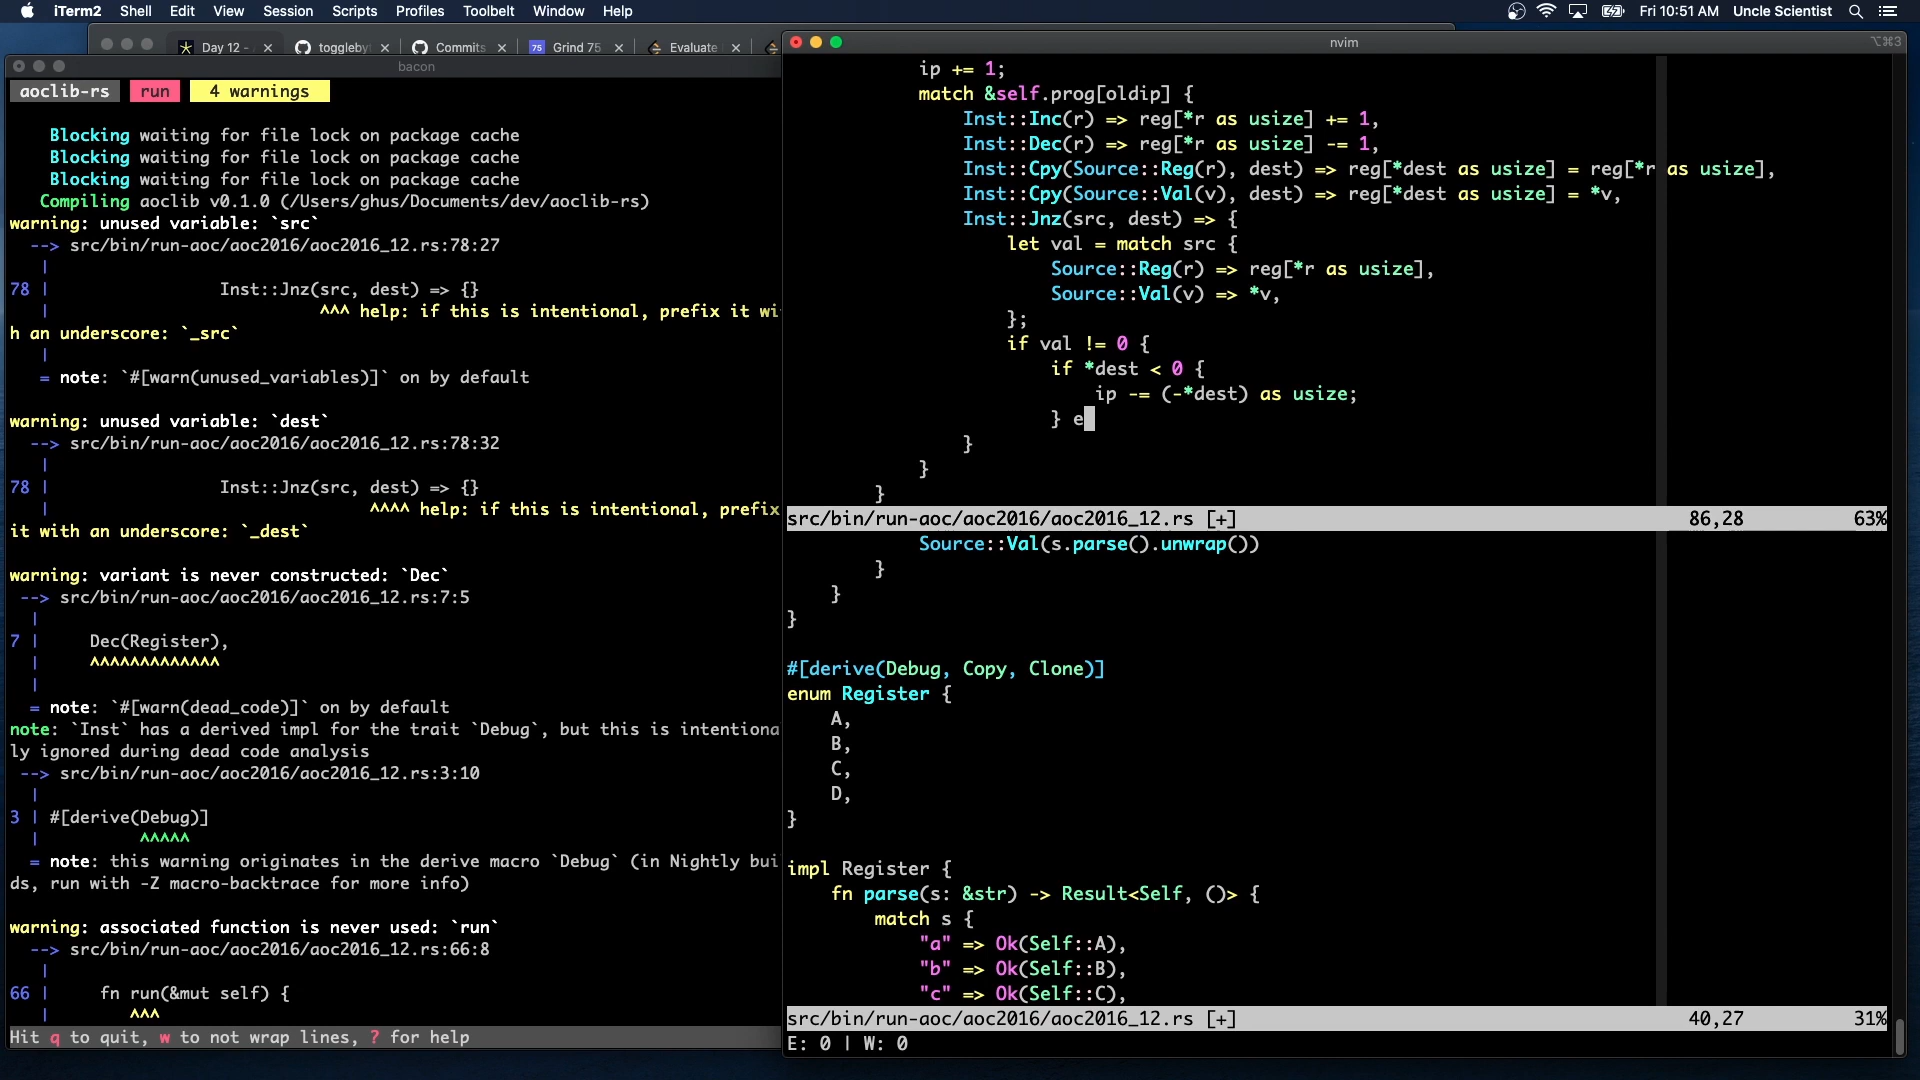 iTerm2 Shell Edit View Session Scripts Profiles Toolbelt Window Help Fri 10:51 AM Uncle Scientist
Day 12 - toggleby Commits 75 Grind 75 Evaluate
bacon
aoclib-rs run 4 warnings
Blocking waiting for file lock on package cache
Blocking waiting for file lock on package cache
Blocking waiting for file lock on package cache
Compiling aoclib v0.1.0 (/Users/ghus/Documents/dev/aoclib-rs)
warning: unused variable: `src`
--> src/bin/run-aoc/aoc2016/aoc2016_12.rs:78:27
|
78 | Inst::Jnz(src, dest) => {}
| ^^^ help: if this is intentional, prefix it wi
h an underscore: `_src`
|
= note: `#[warn(unused_variables)]` on by default
warning: unused variable: `dest`
--> src/bin/run-aoc/aoc2016/aoc2016_12.rs:78:32
|
78 | Inst::Jnz(src, dest) => {}
| ^^^^ help: if this is intentional, prefix
it with an underscore: `_dest`
warning: variant is never constructed: `Dec`
--> src/bin/run-aoc/aoc2016/aoc2016_12.rs:7:5
|
7 | Dec(Register),
| ^^^^^^^^^^^^^
|
= note: `#[warn(dead_code)]` on by default
note: `Inst` has a derived impl for the trait `Debug`, but this is intentiona
ly ignored during dead code analysis
--> src/bin/run-aoc/aoc2016/aoc2016_12.rs:3:10
|
3 | #[derive(Debug)]
| ^^^^^
= note: this warning originates in the derive macro `Debug` (in Nightly bui
ds, run with -Z macro-backtrace for more info)
warning: associated function is never used: `run`
--> src/bin/run-aoc/aoc2016/aoc2016_12.rs:66:8
|
66 | fn run(&mut self) {
| ^^^
Hit q to quit, w to not wrap lines, ? for help
nvim
⌥⌘3
ip += 1;
match &self.prog[oldip] {
Inst::Inc(r) => reg[*r as usize] += 1,
Inst::Dec(r) => reg[*r as usize] -= 1,
Inst::Cpy(Source::Reg(r), dest) => reg[*dest as usize] = reg[*r as usize],
Inst::Cpy(Source::Val(v), dest) => reg[*dest as usize] = *v,
Inst::Jnz(src, dest) => {
let val = match src {
Source::Reg(r) => reg[*r as usize],
Source::Val(v) => *v,
};
if val != 0 {
if *dest < 0 {
ip -= (-*dest) as usize;
} e
}
}
}
src/bin/run-aoc/aoc2016/aoc2016_12.rs [+] 86,28 63%
Source::Val(s.parse().unwrap())
}
}
}
#[derive(Debug, Copy, Clone)]
enum Register {
A,
B,
C,
D,
}
impl Register {
fn parse(s: &str) -> Result<Self, ()> {
match s {
"a" => Ok(Self::A),
"b" => Ok(Self::B),
"c" => Ok(Self::C),
src/bin/run-aoc/aoc2016/aoc2016_12.rs [+] 40,27 31%
E: 0 | W: 0